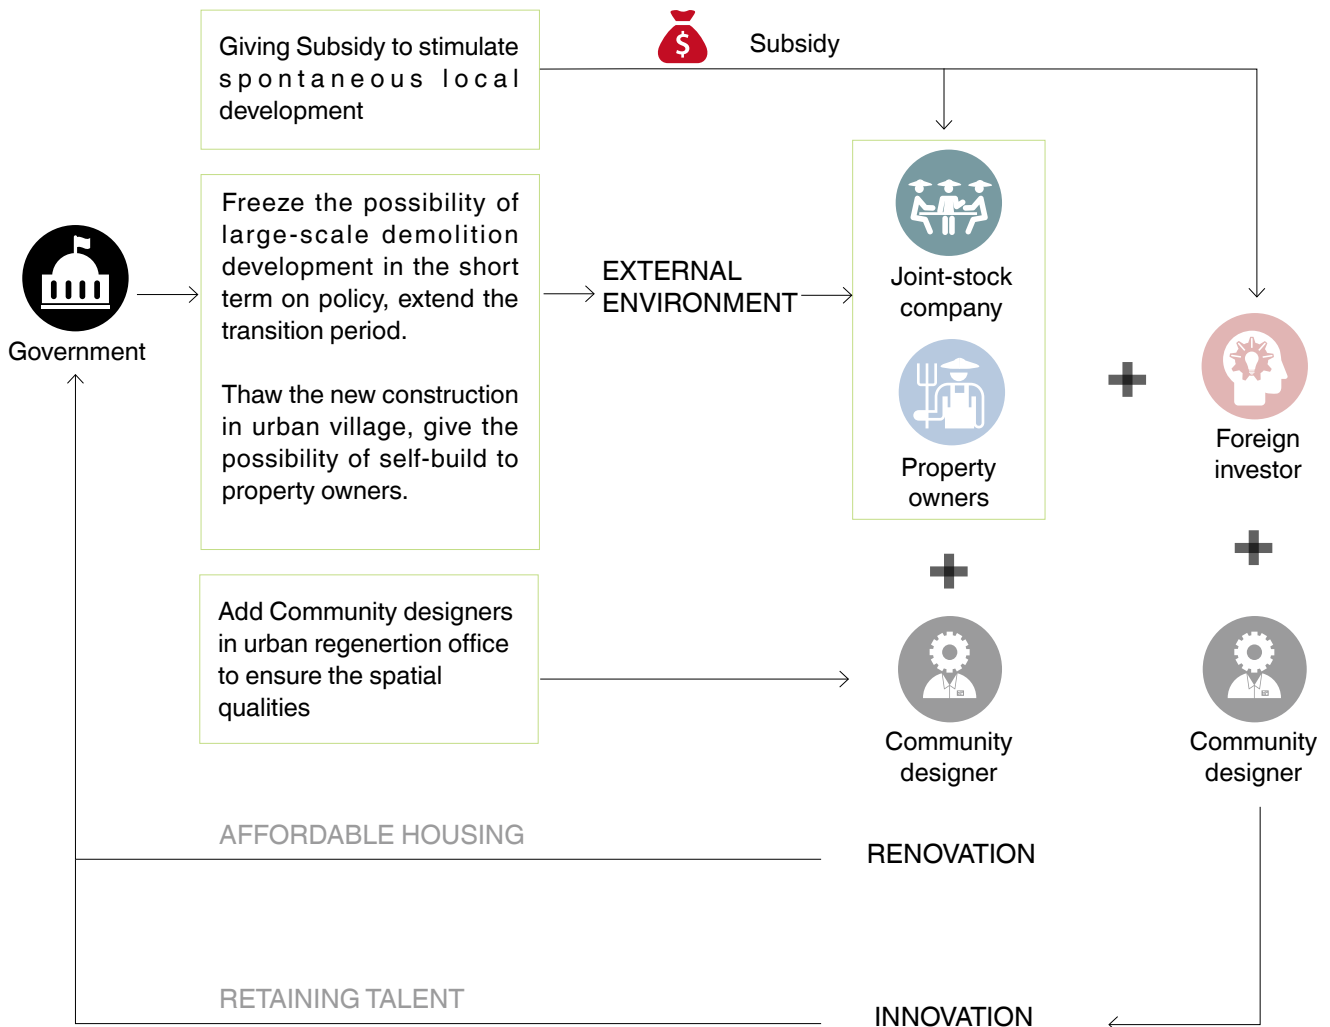 Giving Subsidy to stimulate
spontaneous local
development
$
Subsidy
Freeze the possibility of
large-scale demolition
development in the short
term on policy, extend the
transition period.
Thaw the new construction
in urban village, give the
possibility of self-build to
property owners.
Government
EXTERNAL
ENVIRONMENT
Joint-stock
company
Property
owners
Foreign
investor
Add Community designers
in urban regenertion office
to ensure the spatial
qualities
Community
designer
Community
designer
AFFORDABLE HOUSING
RENOVATION
RETAINING TALENT
INNOVATION